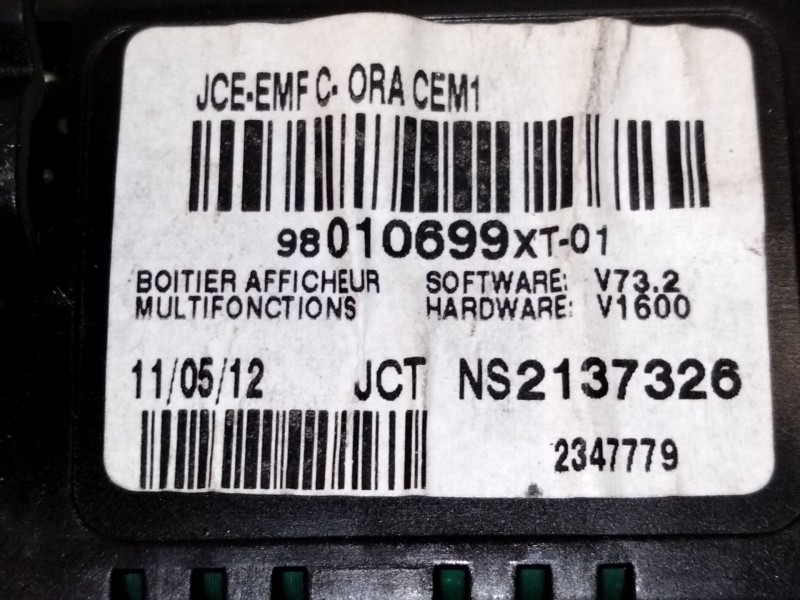 JCE-EMF C- ORA CEM1
98010699XT-01
BOITIER AFFICHEUR SOFTWARE: V73.2
MULTIFONCTIONS HARDWARE: V1600
11/05/12 JCT NS2137326
2347779